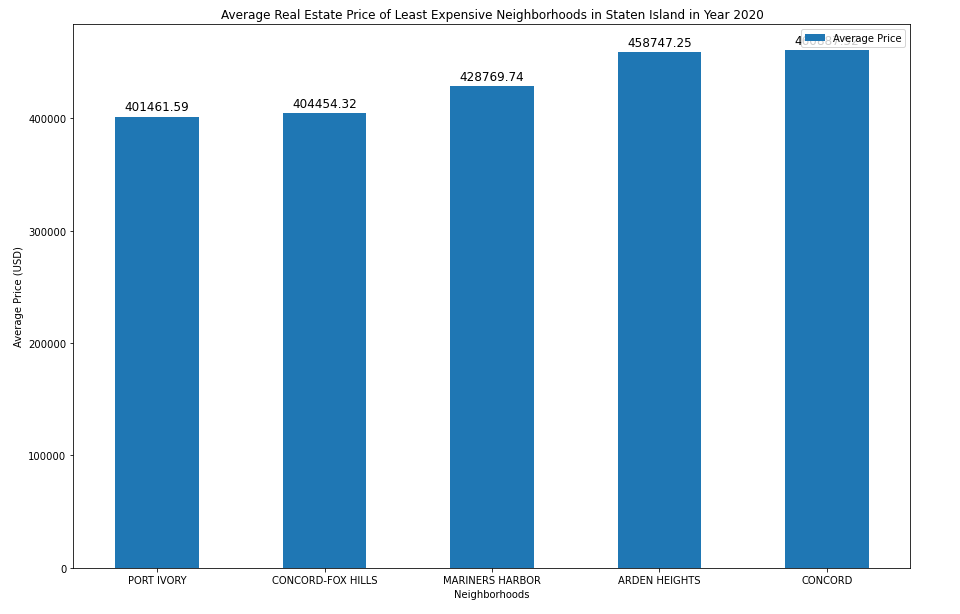 Average Real Estate Price of Least Expensive Neighborhoods in Staten Island in Year 2020
Average Price
458747.25
428769.74
401461.59
404454.32
400000
300000
200000
100000
0
Average Price (USD)
PORT IVORY
CONCORD-FOX HILLS
MARINERS HARBOR
ARDEN HEIGHTS
CONCORD
Neighborhoods